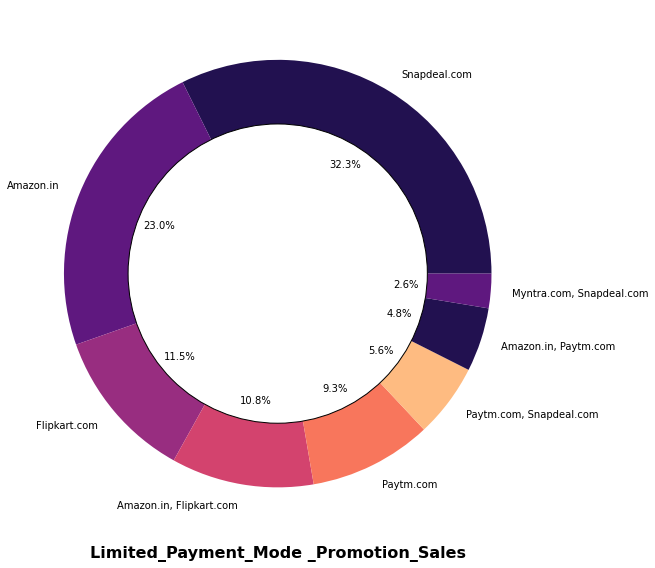 Snapdeal.com
32.3%
Amazon.in
23.0%
2.6%
Myntra.com, Snapdeal.com
4.8%
Amazon.in, Paytm.com
5.6%
11.5%
9.3%
10.8%
Paytm.com, Snapdeal.com
Flipkart.com
Paytm.com
Amazon.in, Flipkart.com
Limited_Payment_Mode _Promotion_Sales